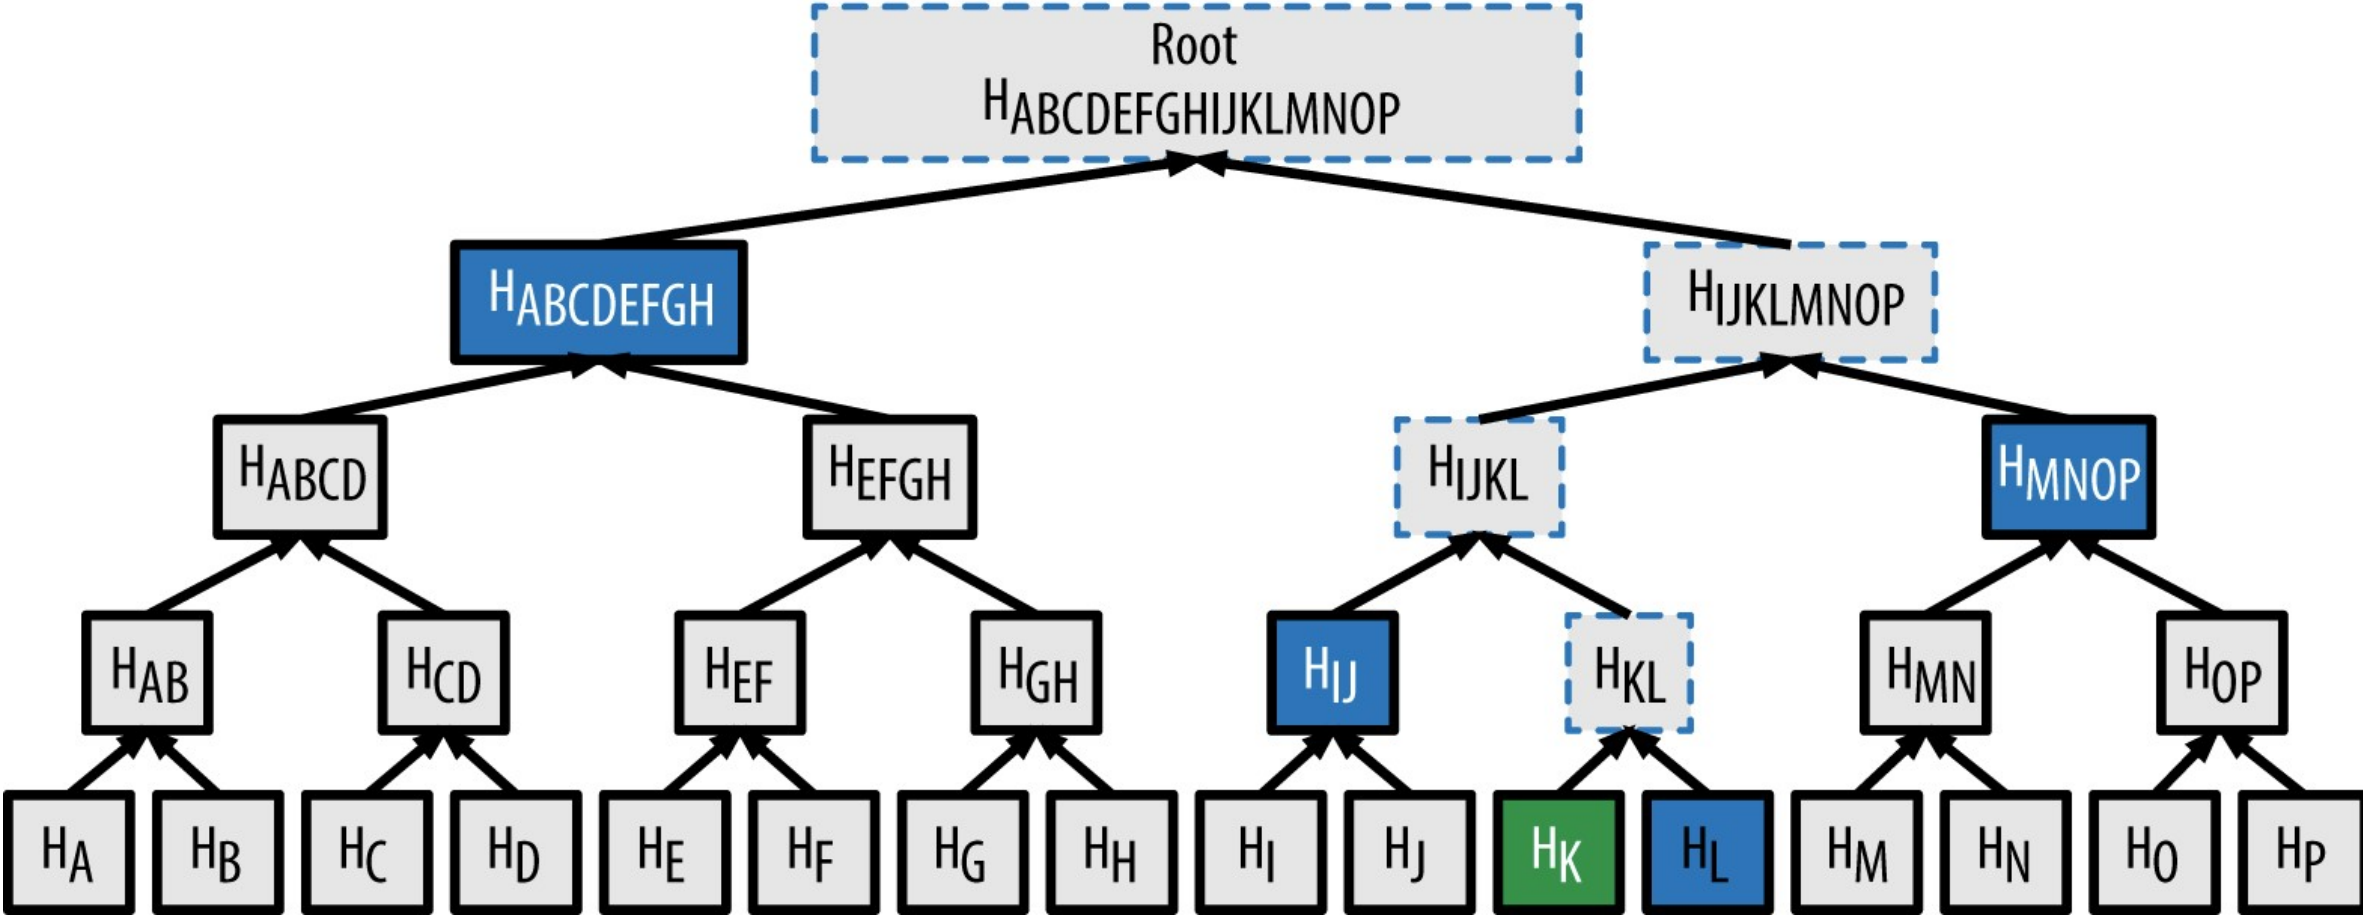 Root
HABCDEFGHIJKLMNOP
HABCDEFGH
HIJKLMNOP
HABCD
HEFGH
HIJKL
HMNOP
HAB
HCD
HEF
HGH
HIJ
HKL
HMN
HOP
HA
HB
HC
HD
HE
HF
HG
HH
HI
HJ
HK
HL
HM
HN
HO
HP